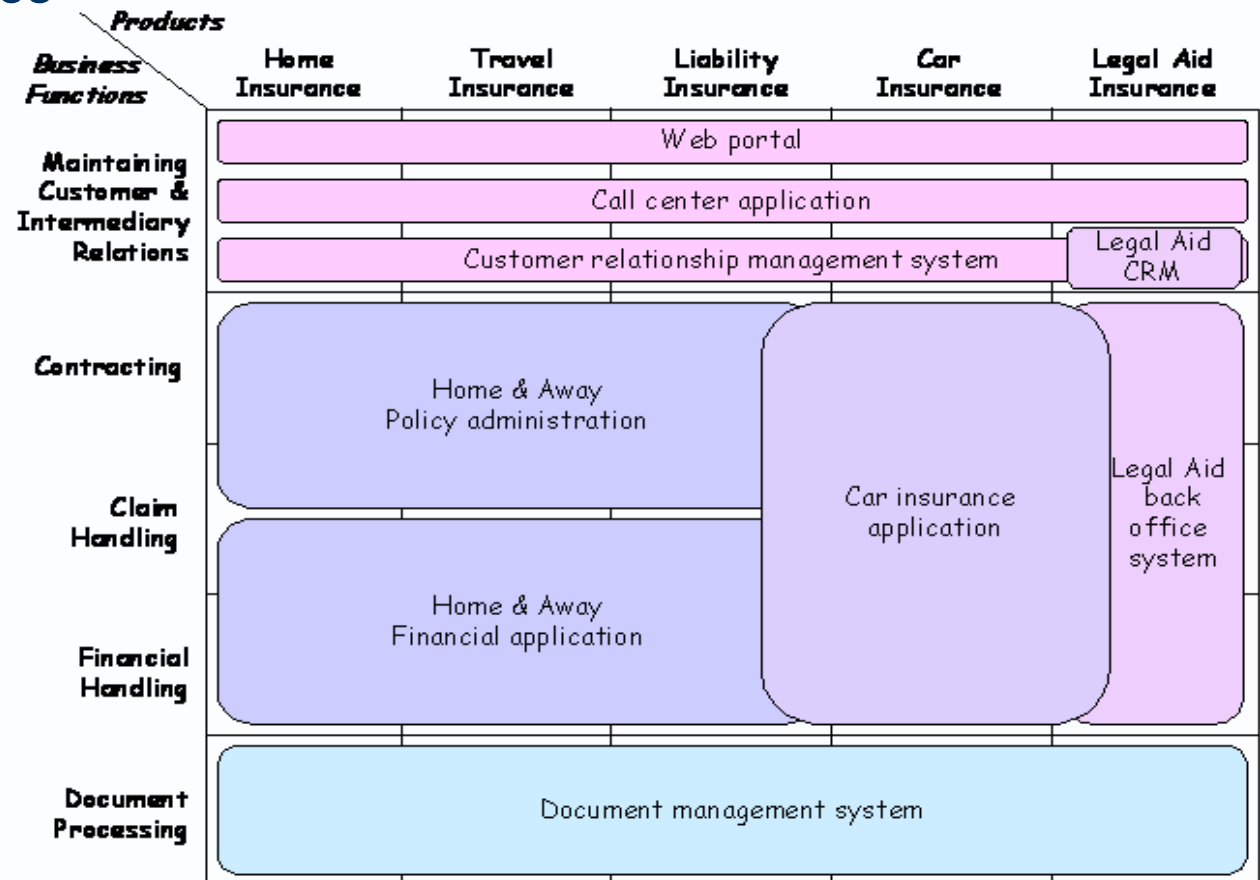 Products
Business
Functions
Home
Insurance
Travel
Insurance
Liability
Insurance
Car
Insurance
Legal Aid
Insurance
Maintaining
Customer &
Intermediary
Relations
Web portal
Call center application
Customer relationship management system
Legal Aid
CRM
Contracting
Home & Away
Policy administration
Claim
Handling
Car insurance
application
Legal Aid
back
office
system
Home & Away
Financial application
Financial
Handling
Document
Processing
Document management system